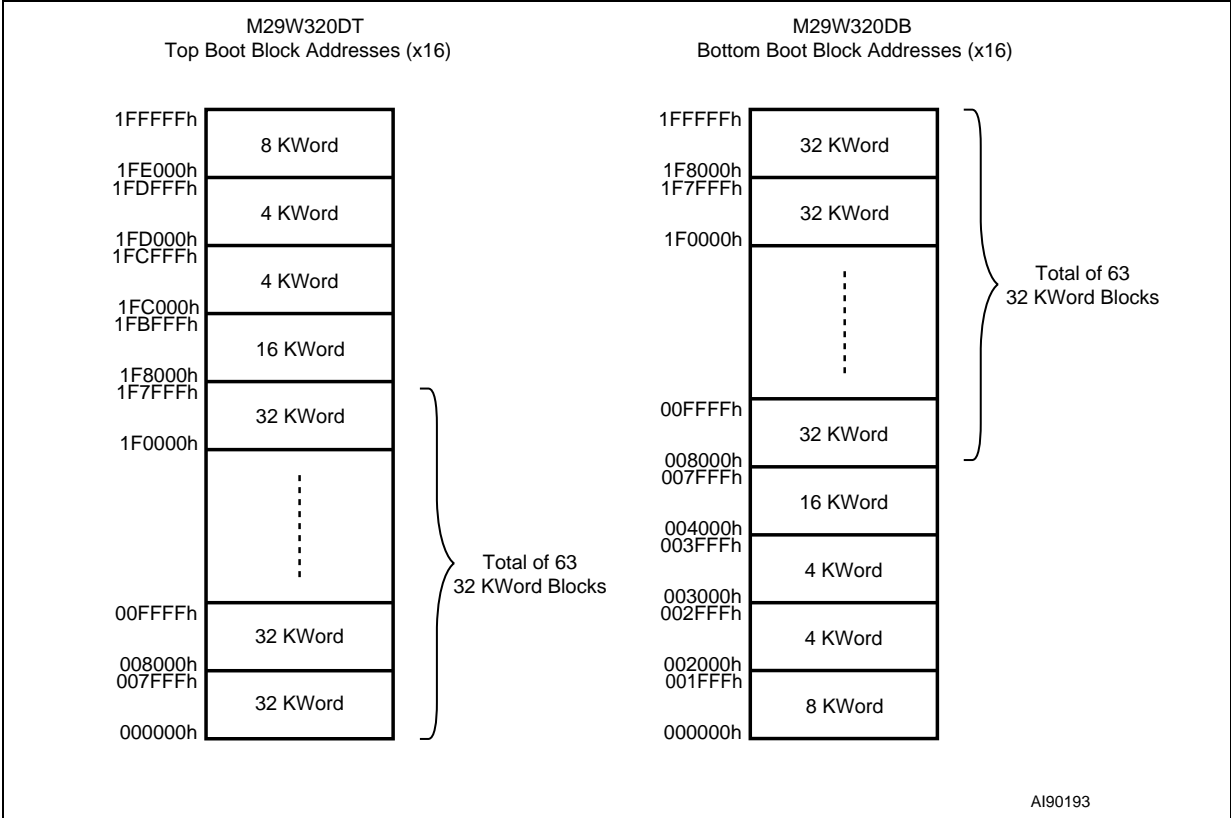 M29W320DT
Top Boot Block Addresses (x16)
1FFFFFh
8 KWord
1FE000h
1FDFFFh
4 KWord
1FD000h
1FCFFFh
4 KWord
1FC000h
1FBFFFh
16 KWord
1F8000h
1F7FFFh
32 KWord
1F0000h
Total of 63
32 KWord Blocks
00FFFFh
32 KWord
008000h
007FFFh
32 KWord
000000h
M29W320DB
Bottom Boot Block Addresses (x16)
1FFFFFh
32 KWord
1F8000h
1F7FFFh
32 KWord
1F0000h
Total of 63
32 KWord Blocks
00FFFFh
32 KWord
008000h
007FFFh
16 KWord
004000h
003FFFh
4 KWord
003000h
002FFFh
4 KWord
002000h
001FFFh
8 KWord
000000h
AI90193